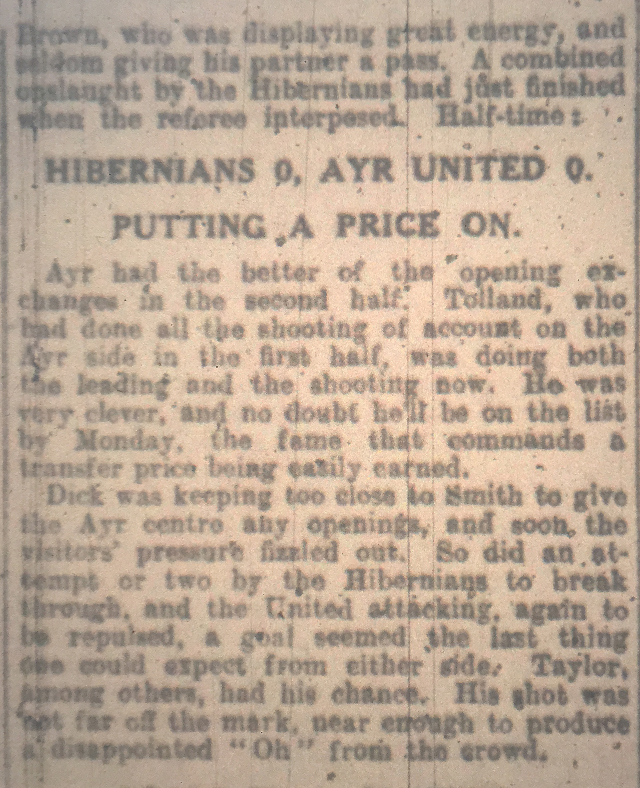 Brown, who was displaying great energy, and
seldom giving his partner a pass. A combined
onslaught by the Hibernians had just finished
when the referee interposed. Half-time:
HIBERNIANS 0, AYR UNITED 0.
PUTTING A PRICE ON.
Ayr had the better of the opening ex-
changes in the second half. Tolland, who
had done all the shooting of account on the
Ayr side in the first half, was doing both
the leading and the shooting now. He was
very clever, and no doubt he'll be on the list
by Monday, the fame that commands a
transfer price being easily earned.
Dick was keeping too close to Smith to give
the Ayr centre any openings, and soon the
visitors' pressure fizzled out. So did an at-
tempt or two by the Hibernians to break
through, and the United attacking, again to
be repulsed, a goal seemed the last thing
one could expect from either side. Taylor,
among others, had his chance. His shot was
not far off the mark, near enough to produce
a disappointed "Oh" from the crowd.